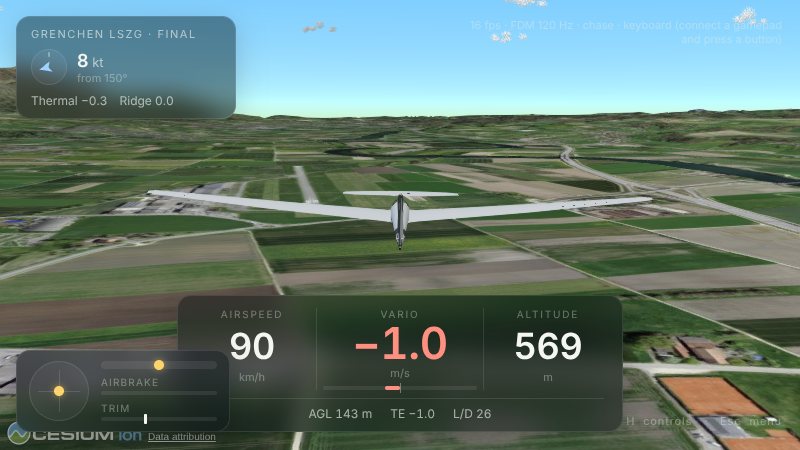 GRENCHEN LSZG · FINAL
8 kt
from 150°
Thermal −0.3 Ridge 0.0
16 fps · FDM 120 Hz · chase · keyboard (connect a gamepad
and press a button)
AIRSPEED
90
km/h
VARIO
−1.0
m/s
ALTITUDE
569
m
AGL 143 m TE −1.0 L/D 26
AIRBRAKE
TRIM
CESIUM ion Data attribution
H controls Esc menu